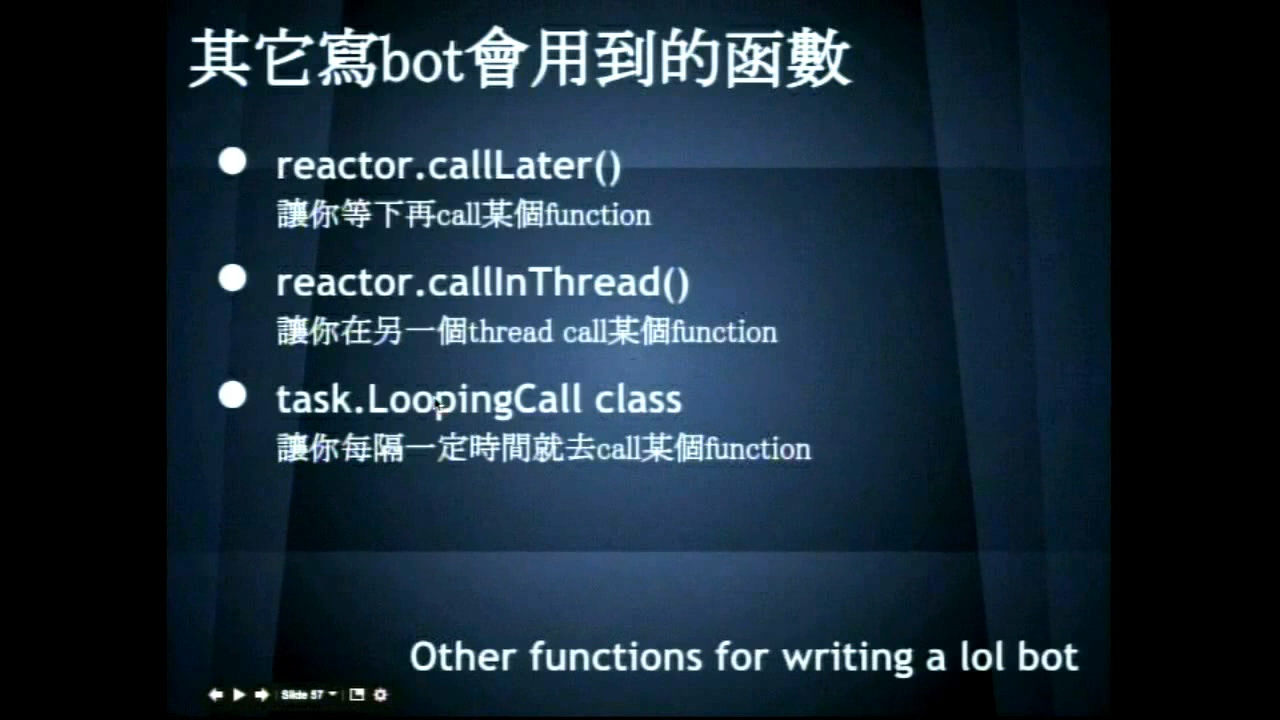 其它寫bot會用到的函數
reactor.callLater()
讓你等下再call某個function
reactor.callInThread()
讓你在另一個thread call某個function
task.LoopingCall class
讓你每隔一定時間就去call某個function
Other functions for writing a lol bot
Slide 57